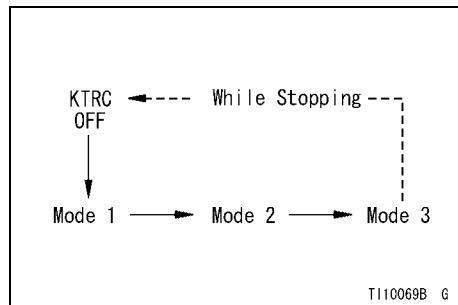 KTRC
OFF
While Stopping
Mode 1
Mode 2
Mode 3
TI10069B G